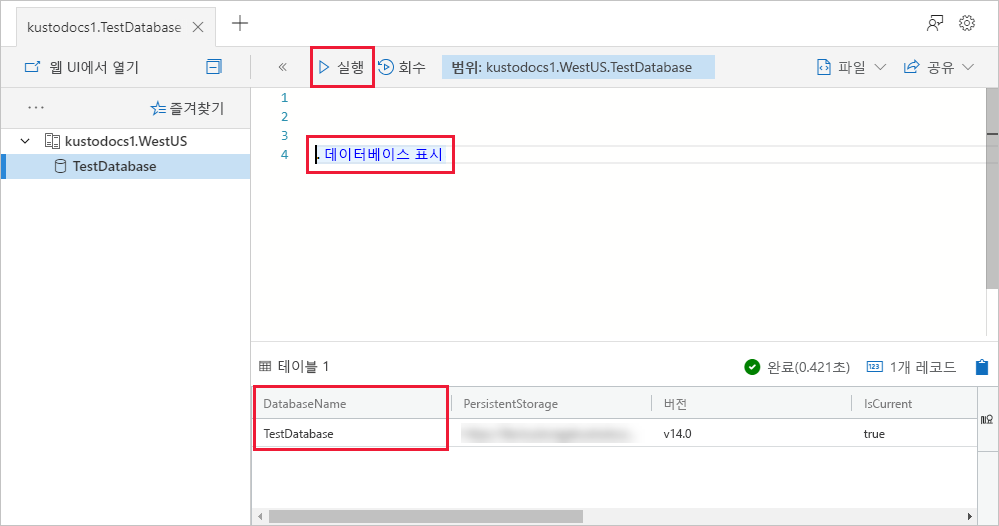 kustodocs1.TestDatabase
웹 UI에서 열기
실행 회수 범위: kustodocs1.WestUS.TestDatabase 파일 공유
즐겨찾기
kustodocs1.WestUS
TestDatabase
1
2
3
4 . 데이터베이스 표시
테이블 1 완료(0.421초) 123 1개 레코드
DatabaseName PersistentStorage 버전 IsCurrent
TestDatabase v14.0 true